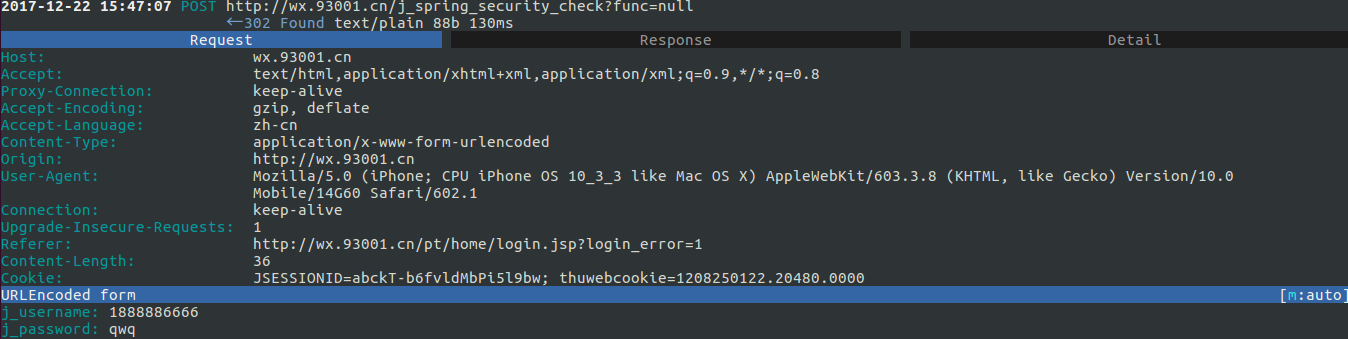 2017-12-22 15:47:07 POST http://wx.93001.cn/j_spring_security_check?func=null
←302 Found text/plain 88b 130ms
Request Response Detail
Host: wx.93001.cn
Accept: text/html,application/xhtml+xml,application/xml;q=0.9,*/*;q=0.8
Proxy-Connection: keep-alive
Accept-Encoding: gzip, deflate
Accept-Language: zh-cn
Content-Type: application/x-www-form-urlencoded
Origin: http://wx.93001.cn
User-Agent: Mozilla/5.0 (iPhone; CPU iPhone OS 10_3_3 like Mac OS X) AppleWebKit/603.3.8 (KHTML, like Gecko) Version/10.0
Mobile/14G60 Safari/602.1
Connection: keep-alive
Upgrade-Insecure-Requests: 1
Referer: http://wx.93001.cn/pt/home/login.jsp?login_error=1
Content-Length: 36
Cookie: JSESSIONID=abckT-b6fvldMbPi5l9bw; thuwebcookie=1208250122.20480.0000
URLEncoded form [m:auto]
j_username: 1888886666
j_password: qwq